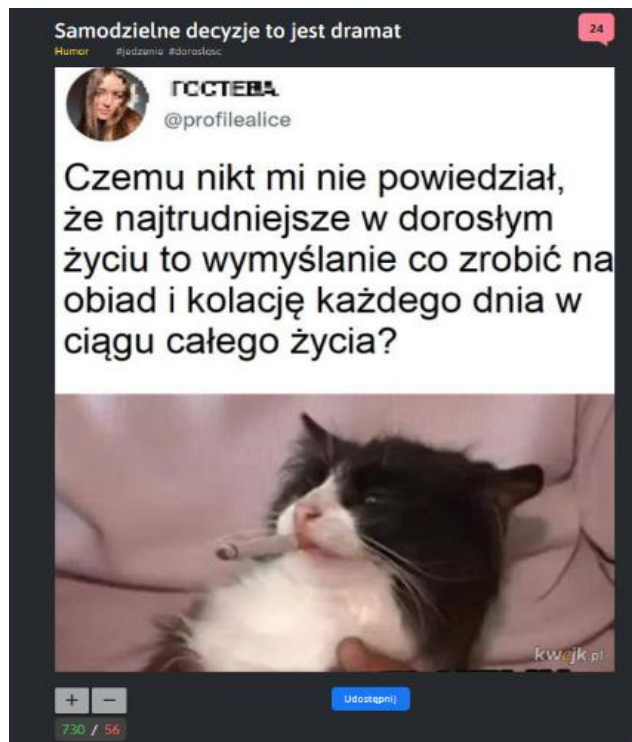 Samodzielne decyzje to jest dramat
24
Humor #jedzenie #doroslosc
@profilealice
Czemu nikt mi nie powiedział,
że najtrudniejsze w dorosłym
życiu to wymyślanie co zrobić na
obiad i kolację każdego dnia w
ciągu całego życia?
kwejk.pl
+ −
Udostępnij
730 / 56